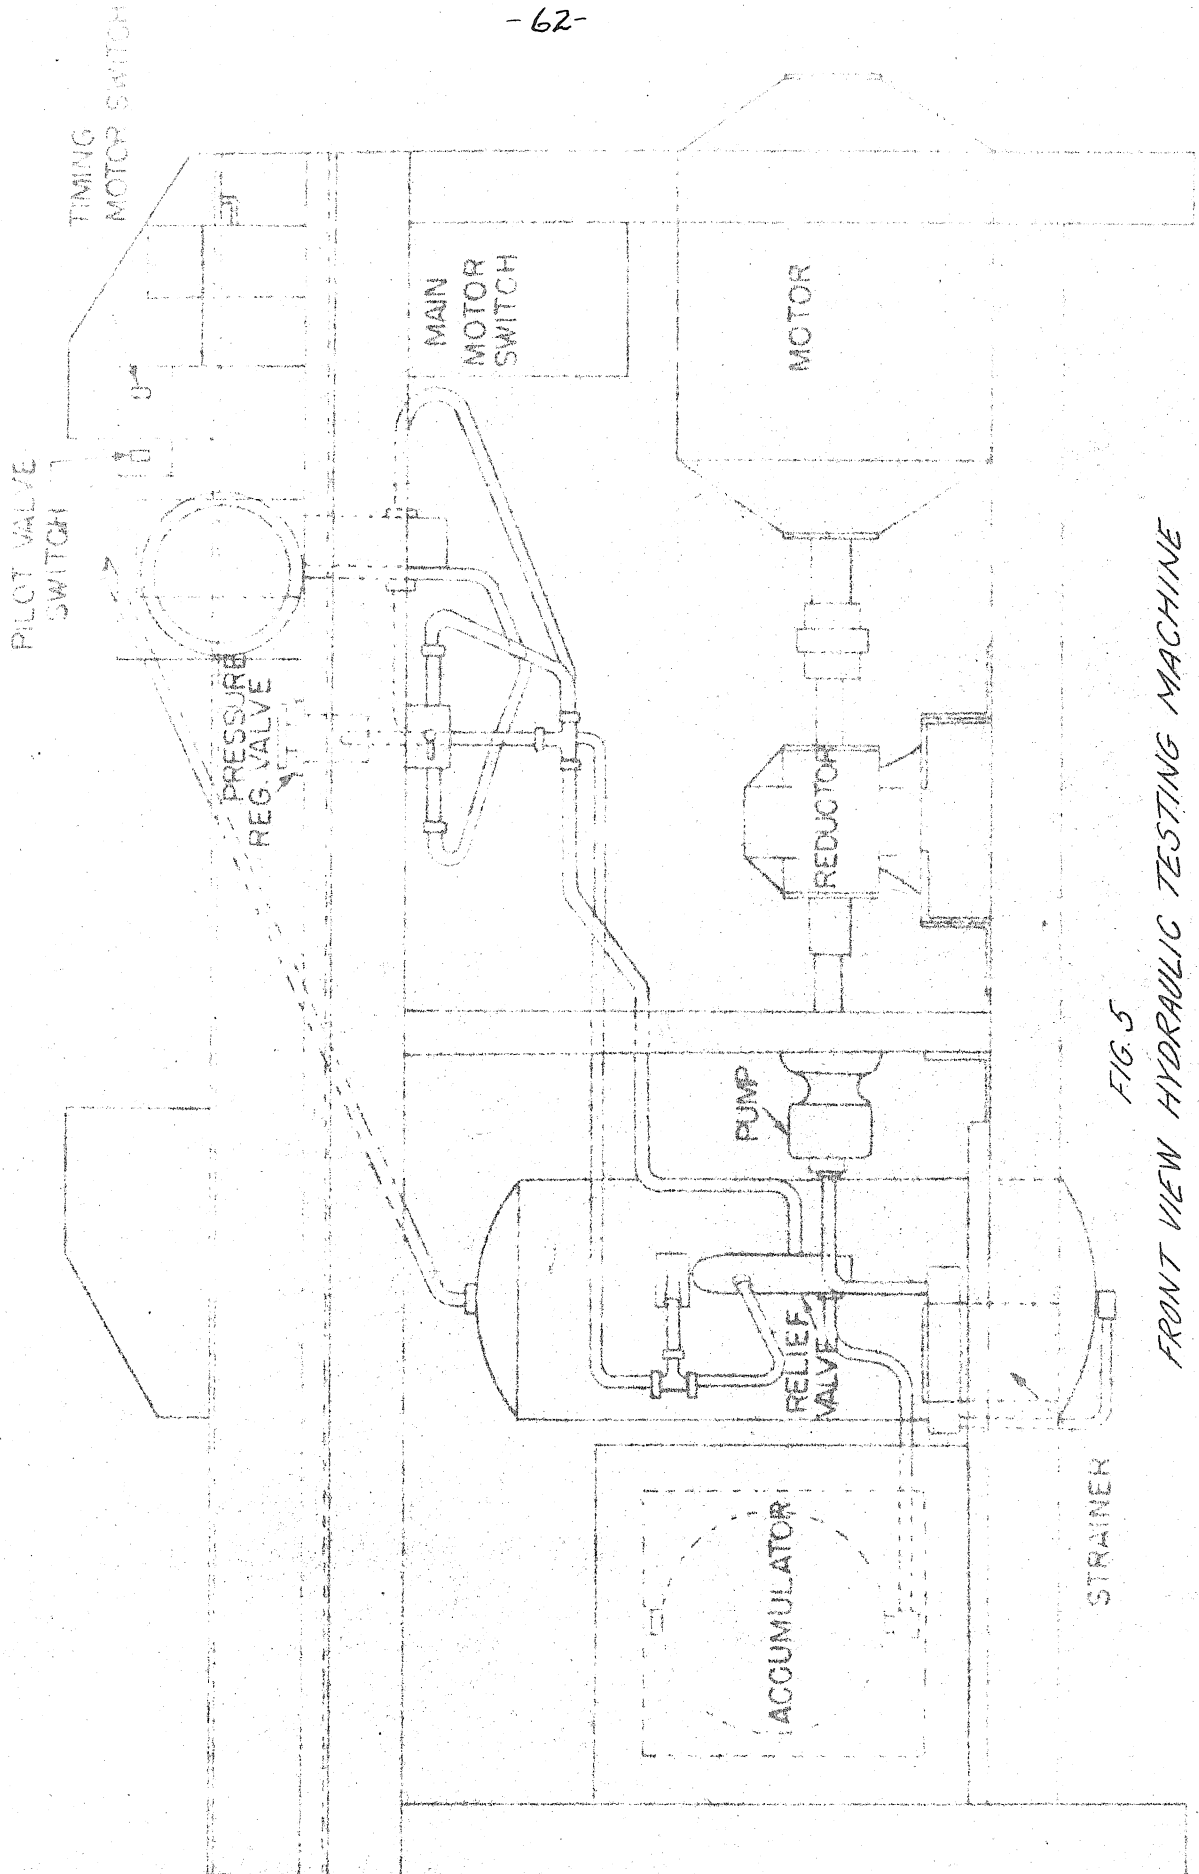 -62-
TIMING
MOTOR SWITCH
PILOT VALVE
SWITCH
MAIN
MOTOR
SWITCH
MOTOR
PRESSURE
REG. VALVE
REDUCTOR
PUMP
RELIEF
VALVE
ACCUMULATOR
STRAINER
FIG. 5
FRONT VIEW HYDRAULIC TESTING MACHINE